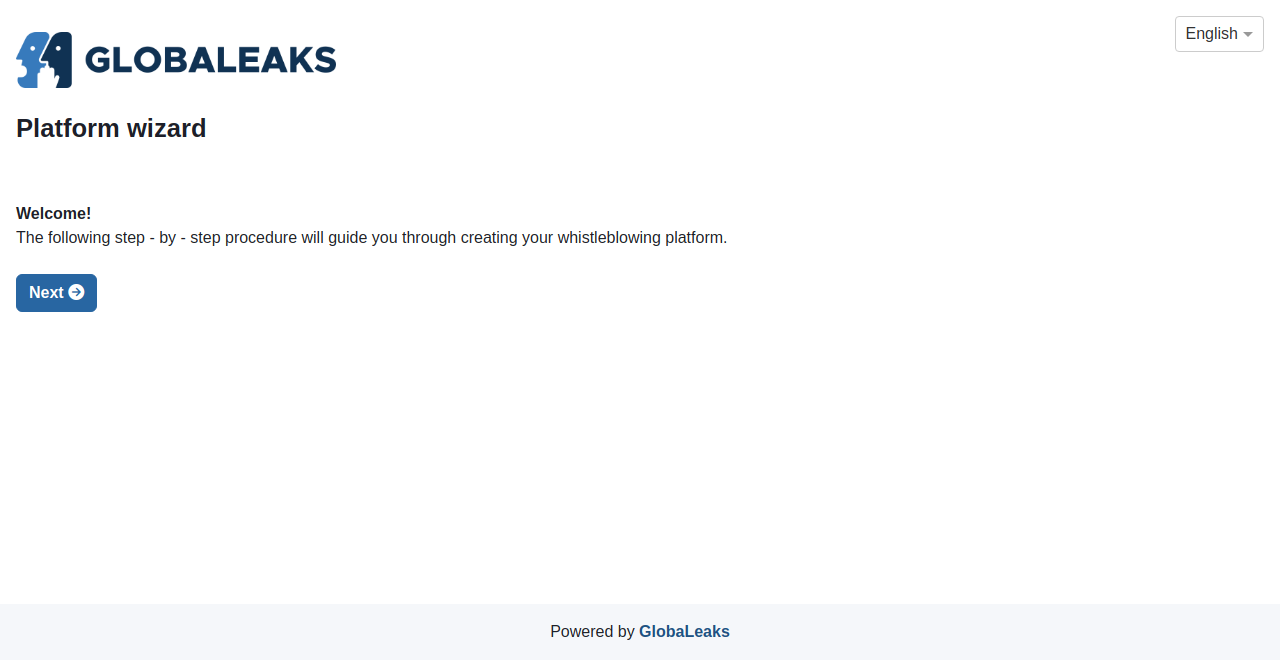 GLOBALEAKS
English
Platform wizard
Welcome!
The following step - by - step procedure will guide you through creating your whistleblowing platform.
Next
Powered by GlobaLeaks